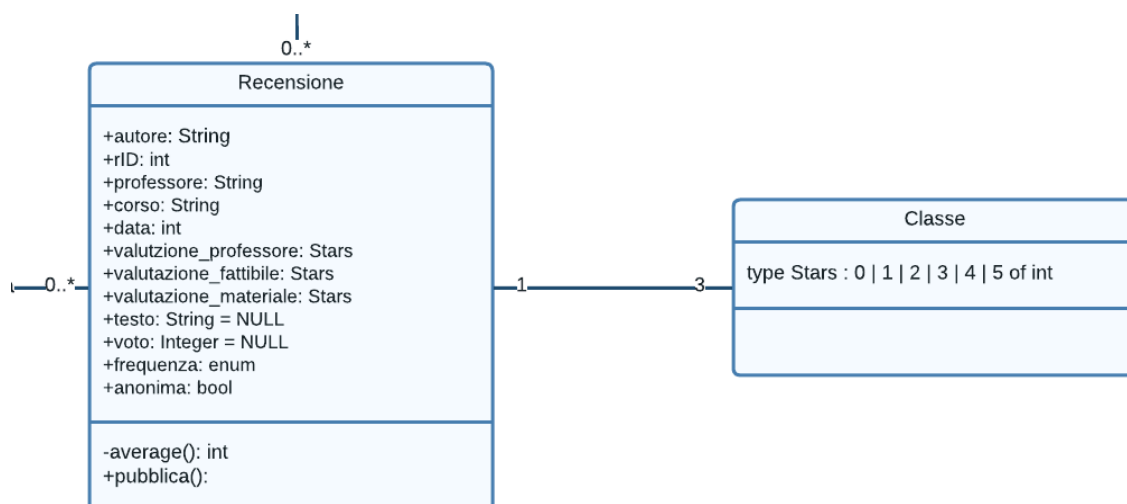 0..*
Recensione
+autore: String
+rID: int
+professore: String
+corso: String
+data: int
+valutzione_professore: Stars
+valutazione_fattibile: Stars
+valutazione_materiale: Stars
+testo: String = NULL
+voto: Integer = NULL
+frequenza: enum
+anonima: bool
-average(): int
+pubblica():
0..*
1
3
Classe
type Stars : 0 | 1 | 2 | 3 | 4 | 5 of int